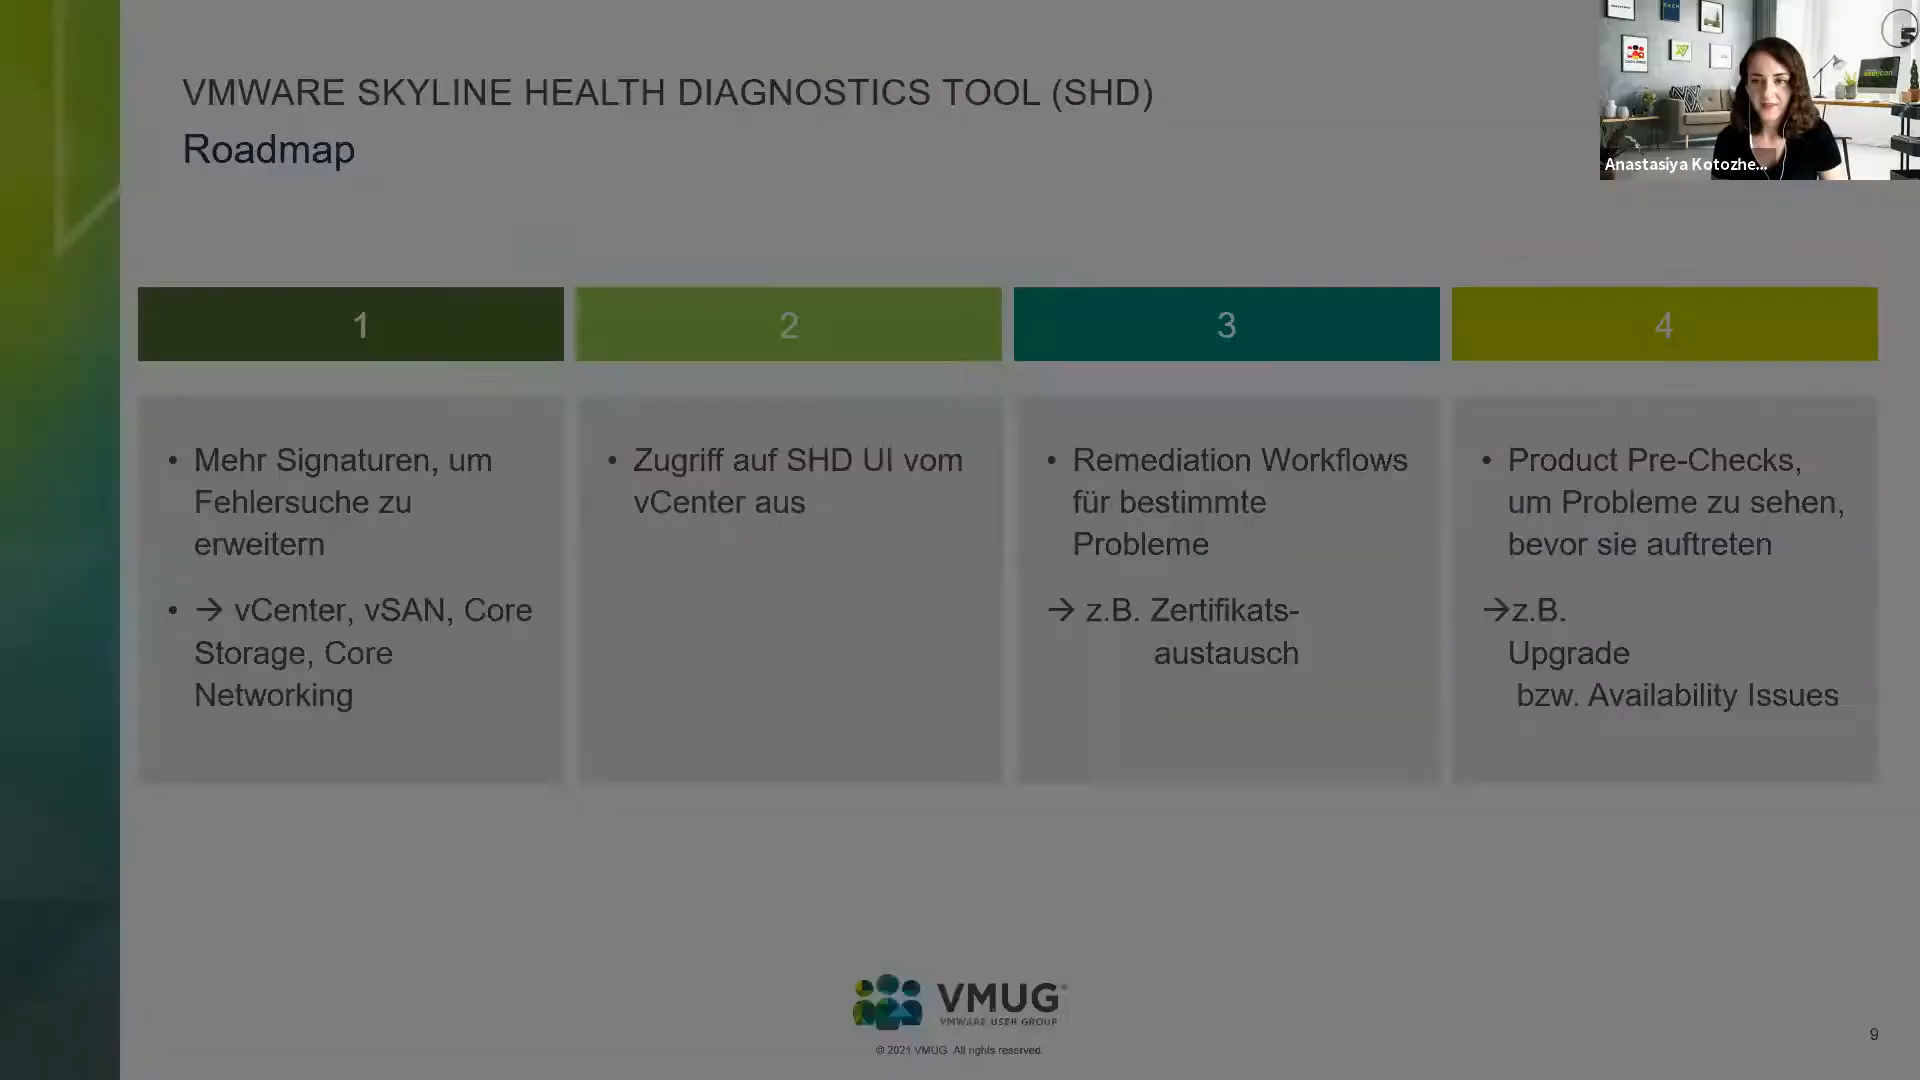 VMWARE SKYLINE HEALTH DIAGNOSTICS TOOL (SHD)
Roadmap
Anastasiya Kotozhe...
1
2
3
4
• Mehr Signaturen, um
Fehlersuche zu
erweitern
• → vCenter, vSAN, Core
Storage, Core
Networking
• Zugriff auf SHD UI vom
vCenter aus
• Remediation Workflows
für bestimmte
Probleme
→ z.B. Zertifikats-
austausch
• Product Pre-Checks,
um Probleme zu sehen,
bevor sie auftreten
→z.B.
Upgrade
bzw. Availability Issues
VMUG
VMWARE USER GROUP
© 2021 VMUG. All rights reserved.
9